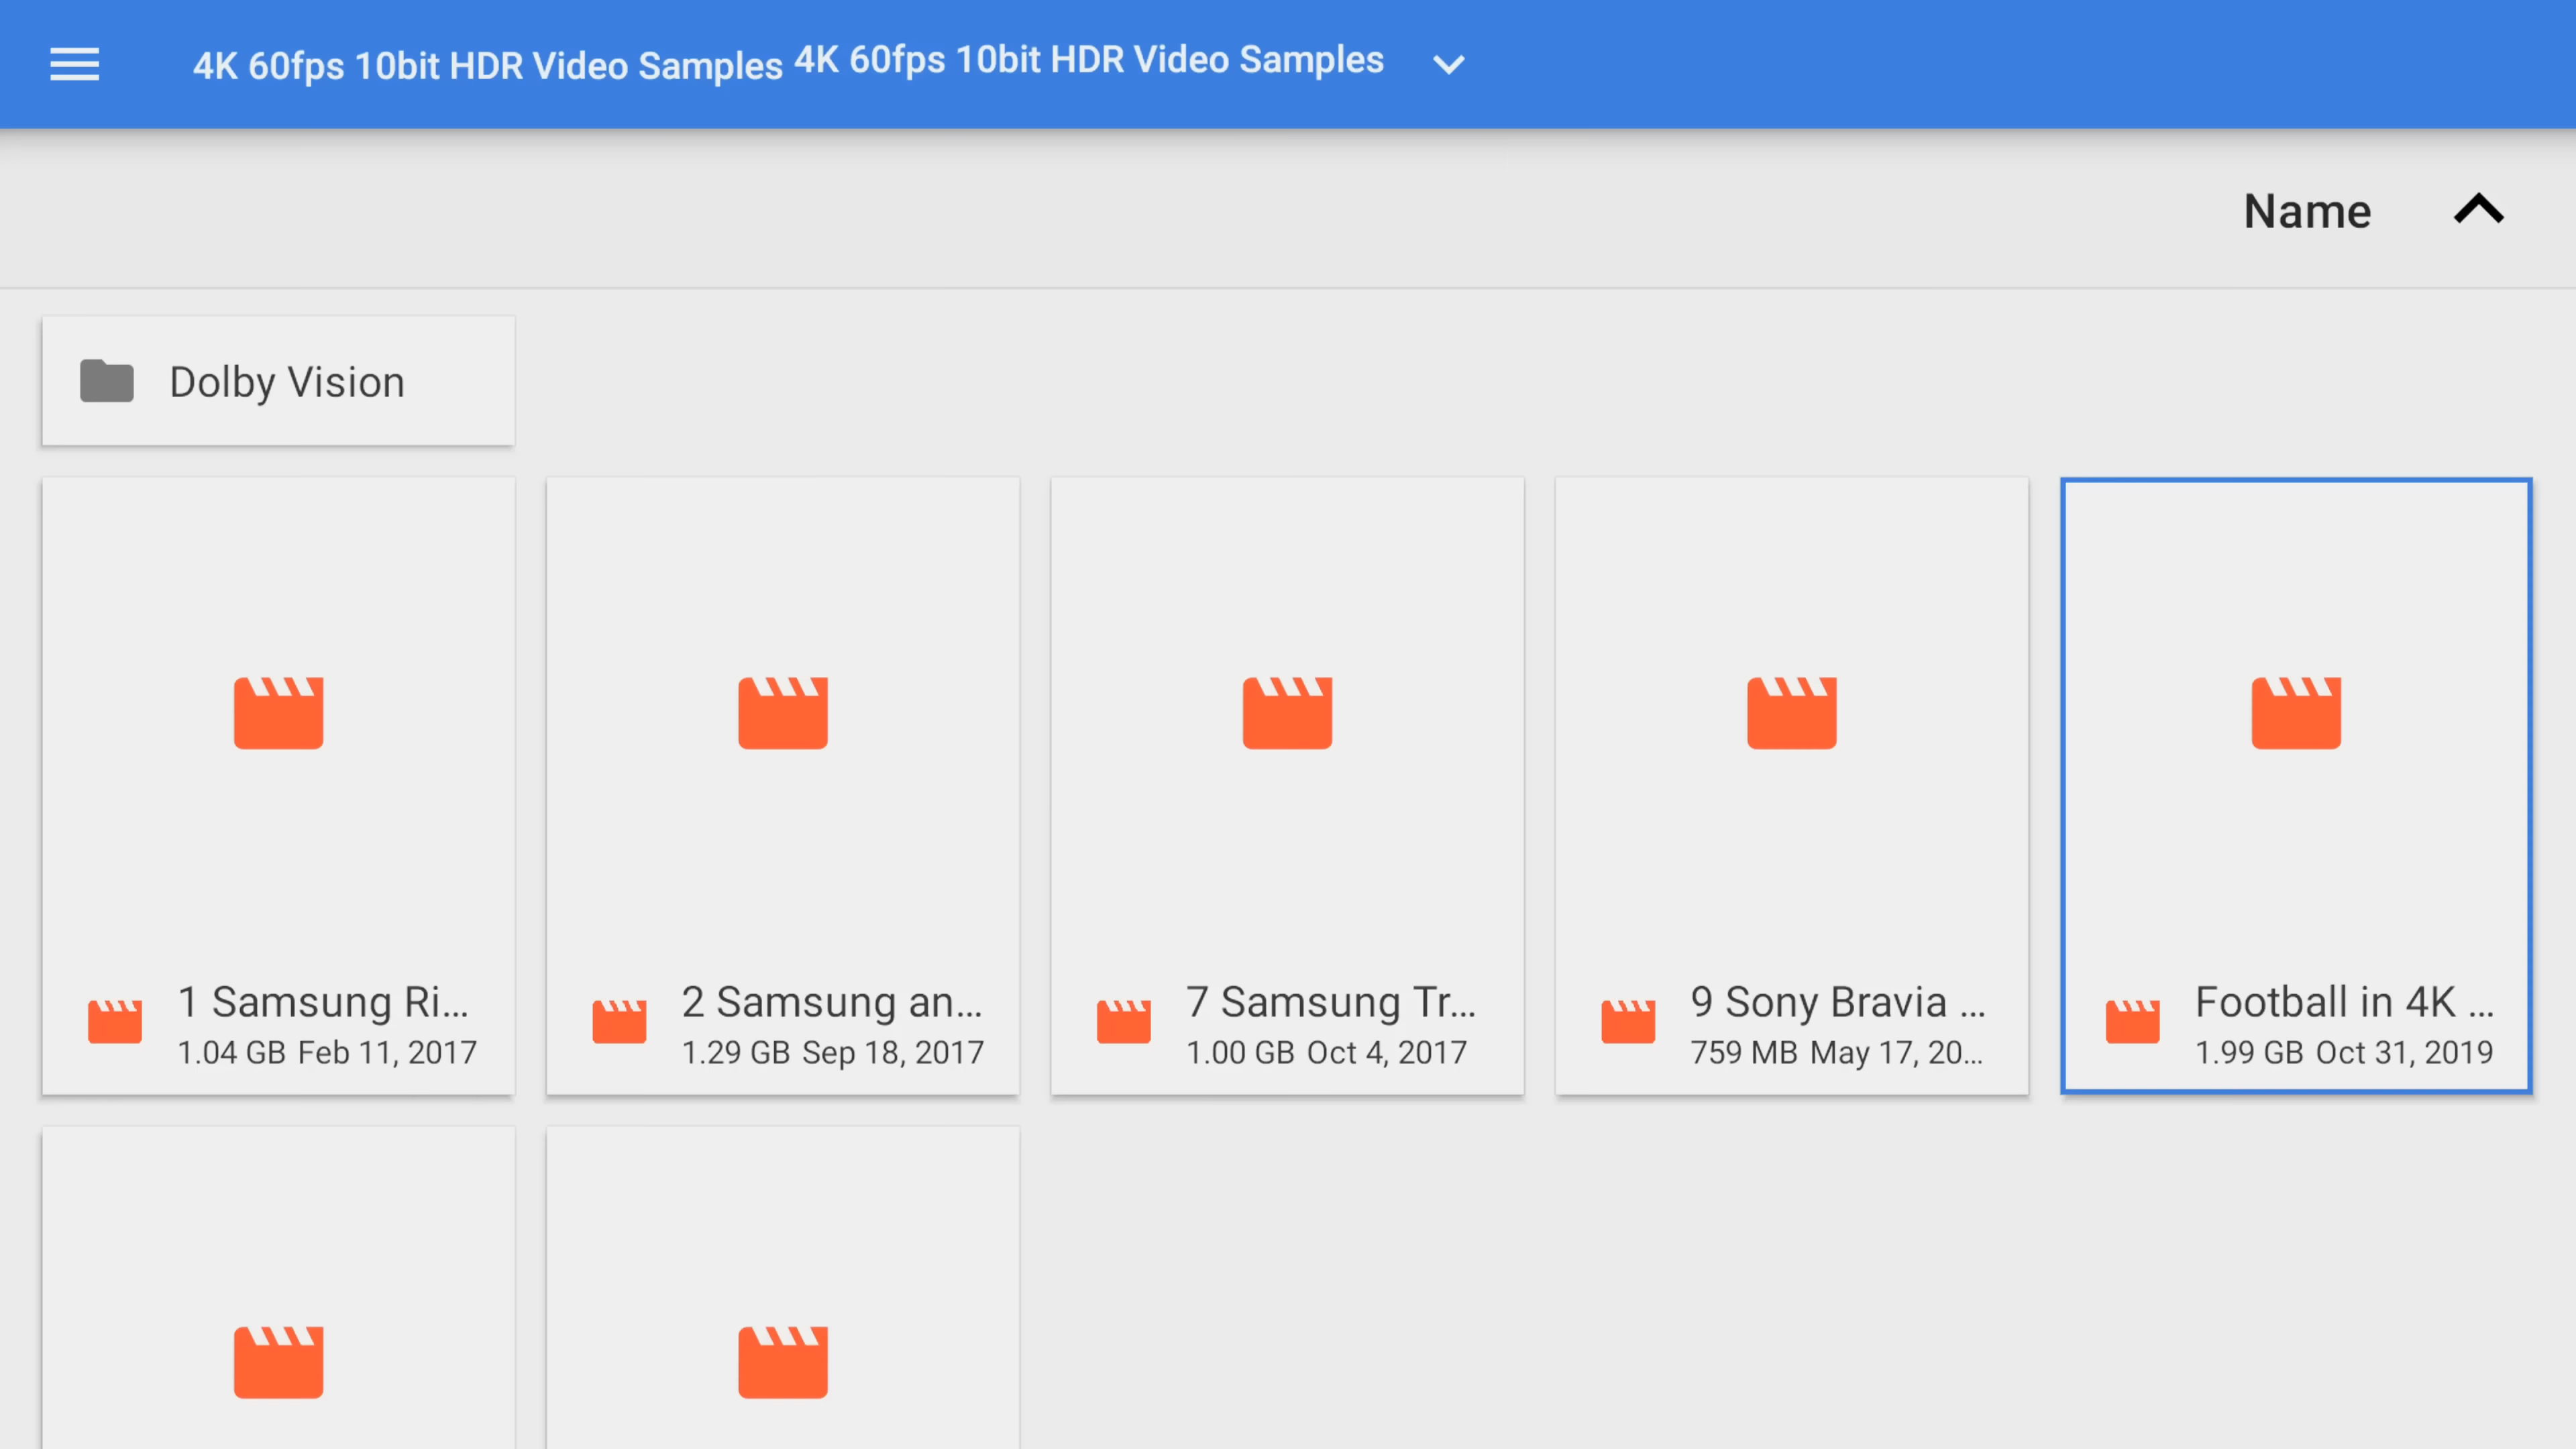 4K 60fps 10bit HDR Video Samples 4K 60fps 10bit HDR Video Samples
Name
Dolby Vision
1 Samsung Ri...
1.04 GB Feb 11, 2017
2 Samsung an...
1.29 GB Sep 18, 2017
7 Samsung Tr...
1.00 GB Oct 4, 2017
9 Sony Bravia ...
759 MB May 17, 20...
Football in 4K ...
1.99 GB Oct 31, 2019